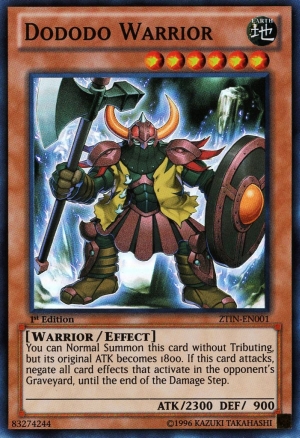 DODODO WARRIOR
EARTH
地
1st Edition
ZTIN-EN001
[WARRIOR / EFFECT]
You can Normal Summon this card without Tributing,
but its original ATK becomes 1800. If this card attacks,
negate all card effects that activate in the opponent's
Graveyard, until the end of the Damage Step.
ATK/2300 DEF/ 900
83274244
©1996 KAZUKI TAKAHASHI